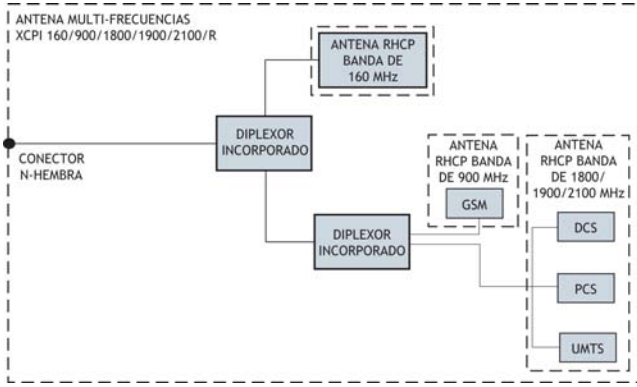 ANTENA MULTI-FRECUENCIAS
XCPI 160/900/1800/1900/2100/R
ANTENA RHCP
BANDA DE
160 MHz
CONECTOR
N-HEMBRA
DIPLEXOR
INCORPORADO
ANTENA
RHCP BANDA
DE 900 MHz
GSM
ANTENA
RHCP BANDA
DE 1800/
1900/2100 MHz
DCS
DIPLEXOR
INCORPORADO
PCS
UMTS